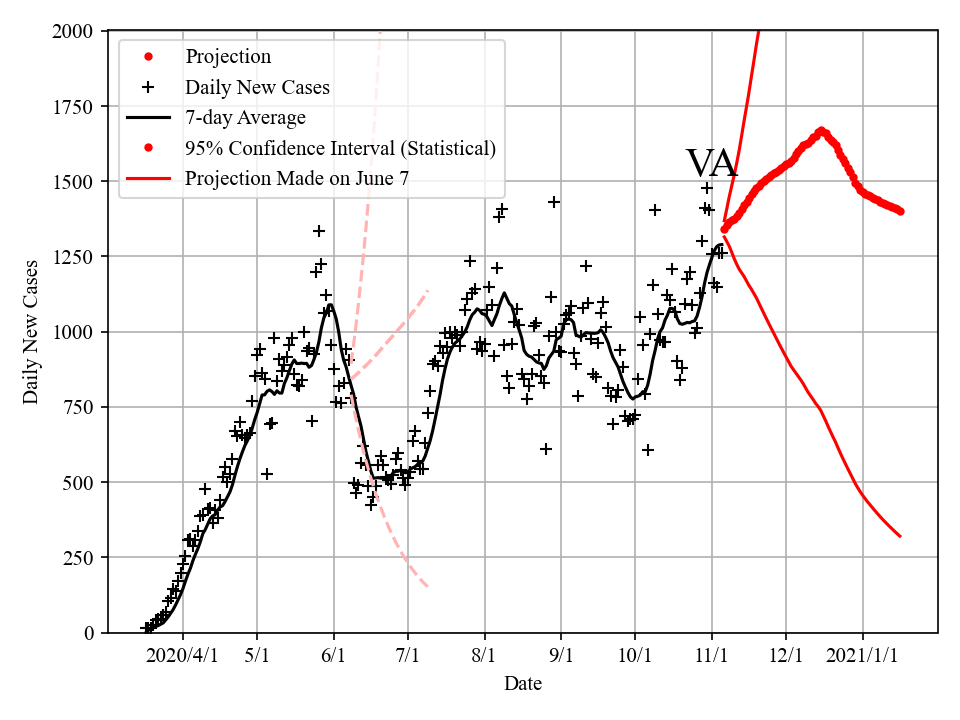 2000
1750
1500
1250
1000
750
500
250
0
Daily New Cases
Projection
Daily New Cases
7-day Average
95% Confidence Interval (Statistical)
Projection Made on June 7
VA
2020/4/1 5/1 6/1 7/1 8/1 9/1 10/1 11/1 12/1 2021/1/1
Date